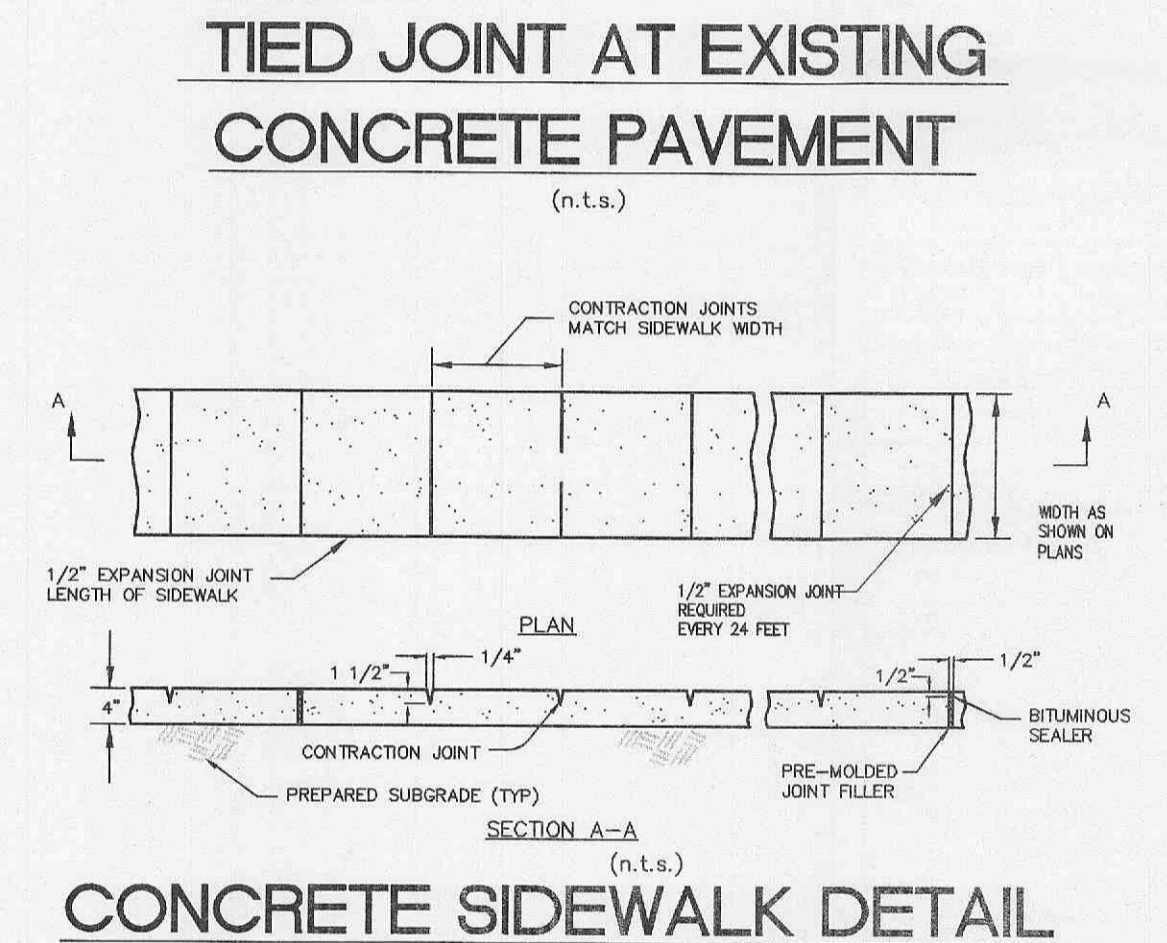 TIED JOINT AT EXISTING
CONCRETE PAVEMENT
(n.t.s.)
CONTRACTION JOINTS
MATCH SIDEWALK WIDTH
A
A
WIDTH AS
SHOWN ON
PLANS
1/2" EXPANSION JOINT
LENGTH OF SIDEWALK
1/2" EXPANSION JOINT
REQUIRED
EVERY 24 FEET
PLAN
1 1/2"
1/4"
1/2"
1/2"
4"
BITUMINOUS
SEALER
CONTRACTION JOINT
PRE-MOLDED
JOINT FILLER
PREPARED SUBGRADE (TYP)
SECTION A-A
(n.t.s.)
CONCRETE SIDEWALK DETAIL